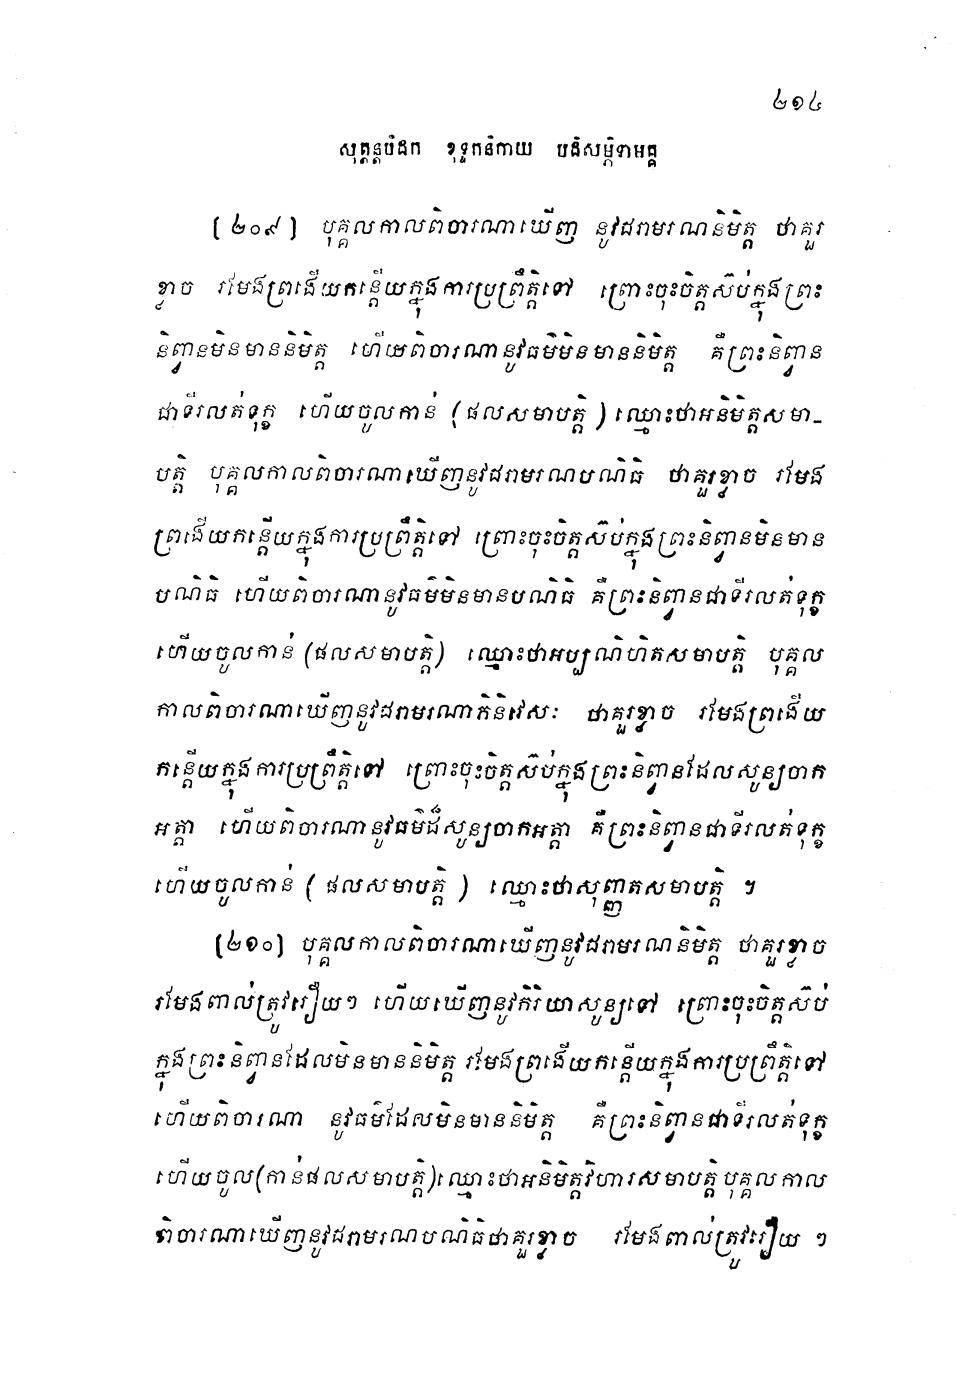 ២១៤
សុត្តន្តបិដក ខុទ្ទកនិកាយ បដិសម្ភិទាមគ្គ
[២០៩] បុគ្គលកាលពិចារណាឃើញ នូវជរាមរណនិមិត្ត ថាគួរ
ខ្លាច រមែងព្រងើយកន្តើយក្នុងការប្រព្រឹត្តិទៅ ព្រោះចុះចិត្តស៊ប់ក្នុងព្រះ
និព្វានមិនមាននិមិត្ត ហើយពិចារណានូវធម៌មិនមាននិមិត្ត គឺព្រះនិព្វាន
ជាទីរលត់ទុក្ខ ហើយចូលកាន់ (ផលសមាបត្តិ) ឈ្មោះថាអនិមិត្តសមា-
បត្តិ បុគ្គលកាលពិចារណាឃើញនូវជរាមរណបណិធិ ថាគួរខ្លាច រមែង
ព្រងើយកន្តើយក្នុងការប្រព្រឹត្តិទៅ ព្រោះចុះចិត្តស៊ប់ក្នុងព្រះនិព្វានមិនមាន
បណិធិ ហើយពិចារណានូវធម៌មិនមានបណិធិ គឺព្រះនិព្វានជាទីរលត់ទុក្ខ
ហើយចូលកាន់ (ផលសមាបត្តិ) ឈ្មោះថាអប្បណិហិតសមាបត្តិ បុគ្គល
កាលពិចារណាឃើញនូវជរាមរណាភិនិវេសៈ ថាគួរខ្លាច រមែងព្រងើយ
កន្តើយក្នុងការប្រព្រឹត្តិទៅ ព្រោះចុះចិត្តស៊ប់ក្នុងព្រះនិព្វានដែលសូន្យចាក
អត្តា ហើយពិចារណានូវធម៌ដ៏សូន្យចាកអត្តា គឺព្រះនិព្វានជាទីរលត់ទុក្ខ
ហើយចូលកាន់ (ផលសមាបត្តិ) ឈ្មោះថាសុញ្ញតសមាបត្តិ ។
[២១០] បុគ្គលកាលពិចារណាឃើញនូវជរាមរណនិមិត្ត ថាគួរខ្លាច
រមែងពាល់ត្រូវរឿយៗ ហើយឃើញនូវកិរិយាសូន្យទៅ ព្រោះចុះចិត្តស៊ប់
ក្នុងព្រះនិព្វានដែលមិនមាននិមិត្ត រមែងព្រងើយកន្តើយក្នុងការប្រព្រឹត្តិទៅ
ហើយពិចារណា នូវធម៌ដែលមិនមាននិមិត្ត គឺព្រះនិព្វានជាទីរលត់ទុក្ខ
ហើយចូល(កាន់ផលសមាបត្តិ)ឈ្មោះថាអនិមិត្តវិហារសមាបត្តិ បុគ្គលកាល
ពិចារណាឃើញនូវជរាមរណបណិធិថាគួរខ្លាច រមែងពាល់ត្រូវរឿយ ៗ